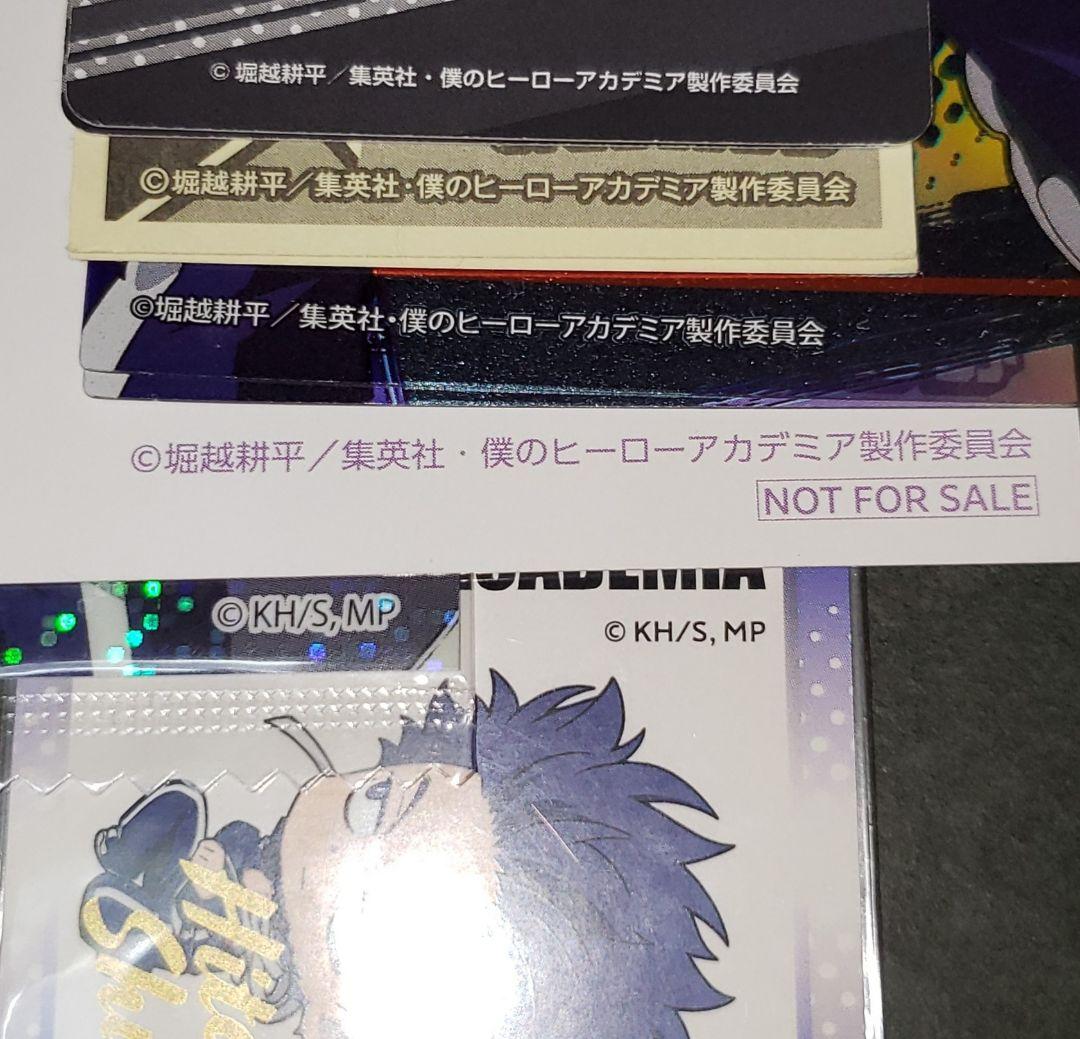 © 堀越耕平／集英社・僕のヒーローアカデミア製作委員会
©堀越耕平／集英社・僕のヒーローアカデミア製作委員会
©堀越耕平／集英社・僕のヒーローアカデミア製作委員会
©堀越耕平／集英社・僕のヒーローアカデミア製作委員会
NOT FOR SALE
ACADEMIA
©KH/S, MP
© KH/S, MP
Hito
Shi